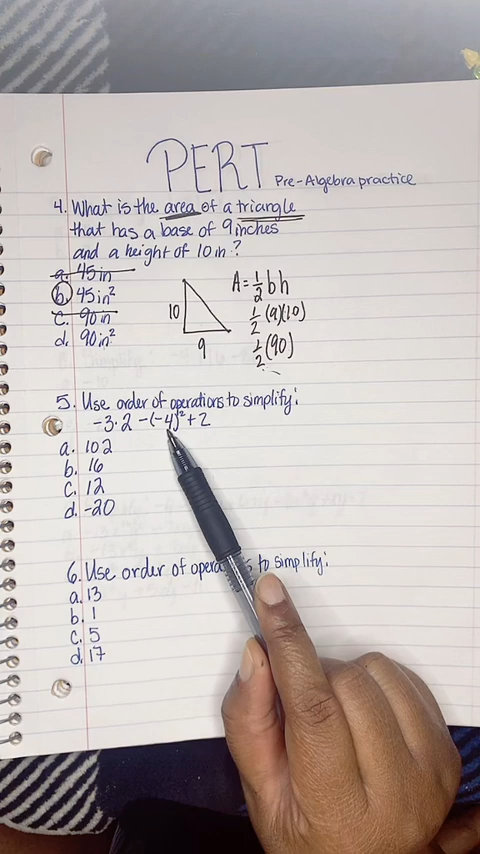 PERT Pre-Algebra practice
4. What is the area of a triangle
that has a base of 9 inches
and a height of 10 in?
a. 45 in
b. 45 in²
c. 90 in
d. 90 in²
10
9
A = 1/2 bh
1/2 (9)(10)
1/2 (90)
5. Use order of operations to simplify:
-3·2 -(-4)² + 2
a. 102
b. 16
c. 12
d. -20
6. Use order of operations to simplify:
a. 13
b. 1
c. 5
d. 17